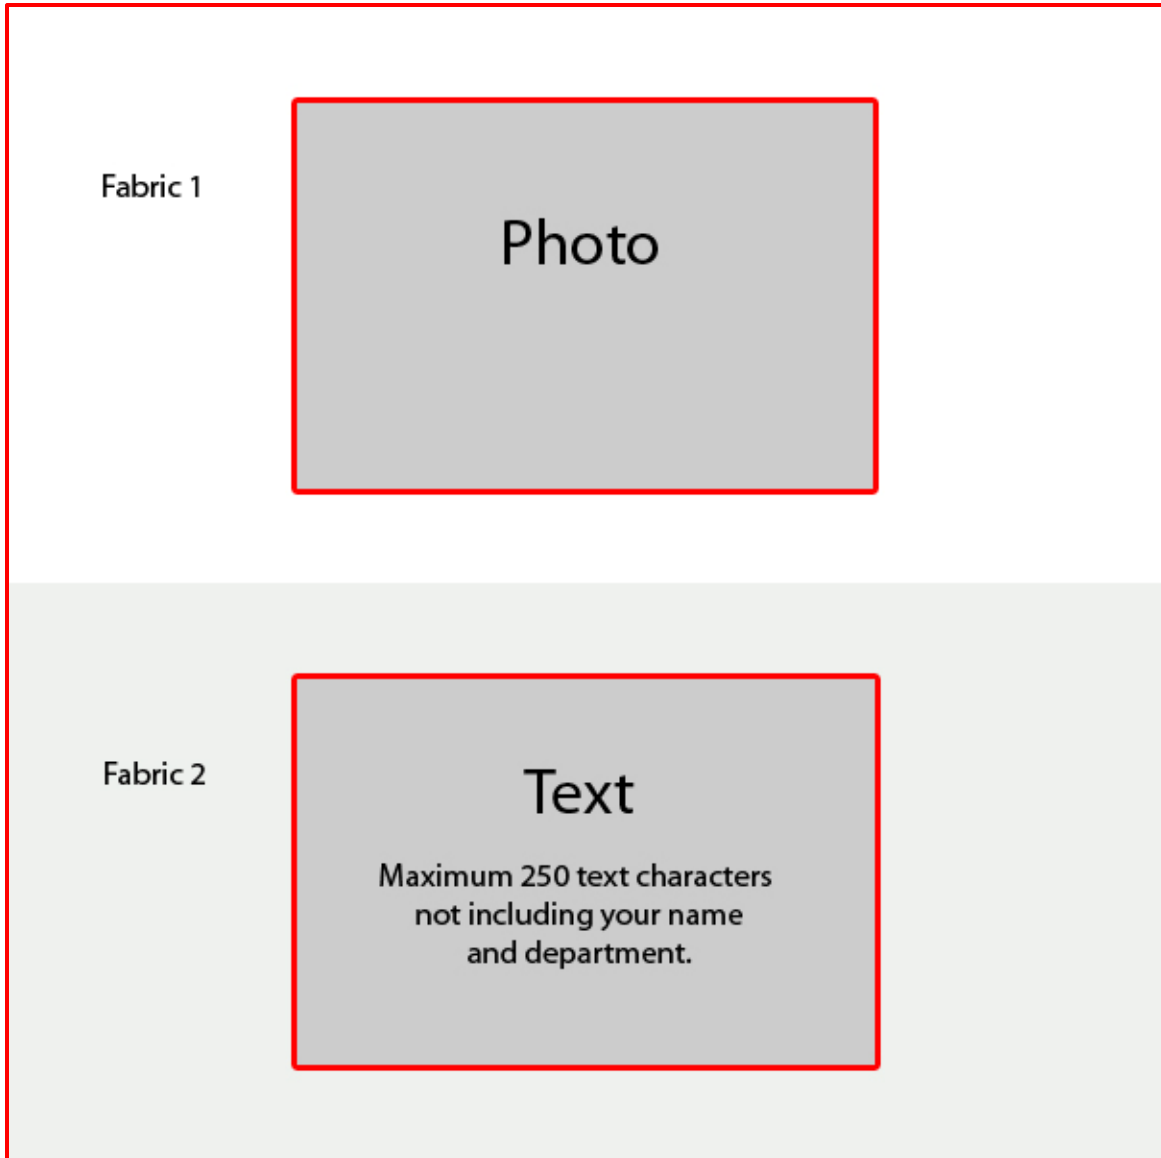 Fabric 1
Photo
Fabric 2
Text
Maximum 250 text characters
not including your name
and department.